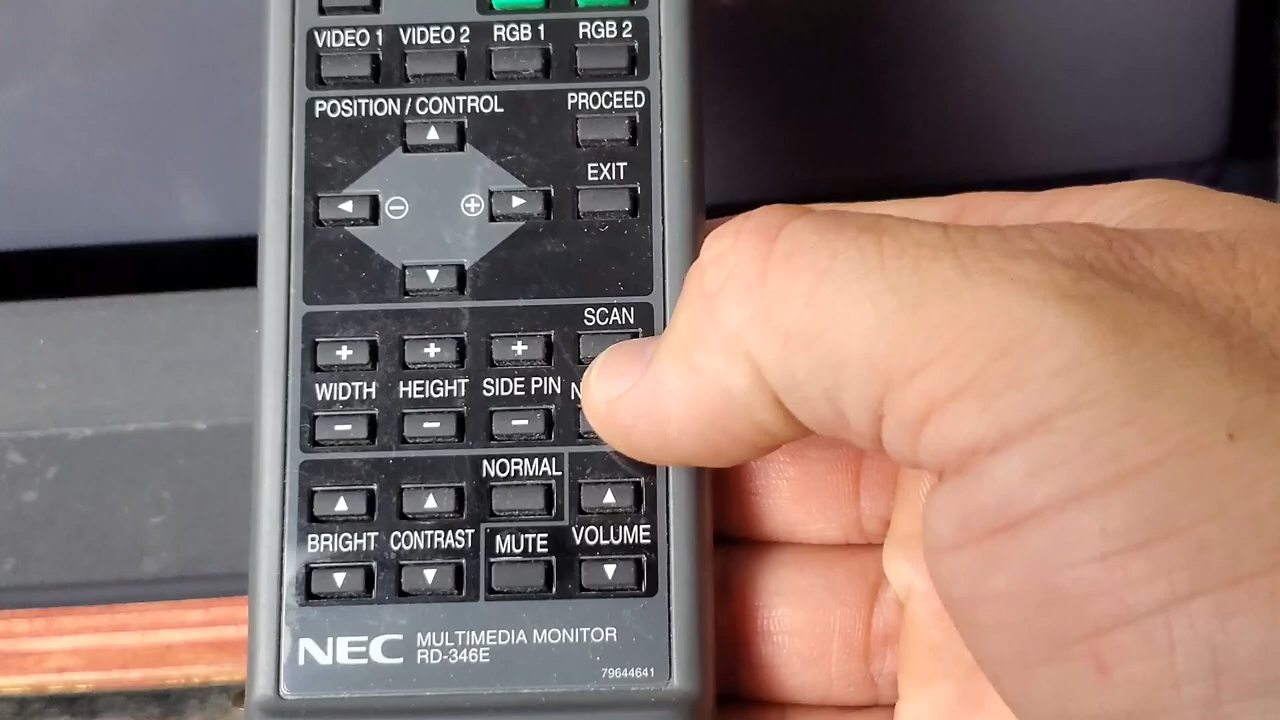 VIDEO 1 VIDEO 2 RGB 1 RGB 2
POSITION / CONTROL PROCEED
EXIT
SCAN
+ + +
WIDTH HEIGHT SIDE PIN
− − −
NORMAL
BRIGHT CONTRAST MUTE VOLUME
NEC MULTIMEDIA MONITOR
RD-346E
79644641